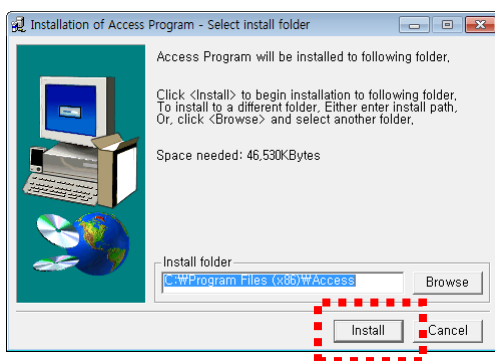 Installation of Access Program - Select install folder
Access Program will be installed to following folder,
Click <Install> to begin installation to following folder,
To install to a different folder, Either enter install path,
Or, click <Browse> and select another folder,
Space needed: 46,530KBytes
Install folder
C:₩Program Files (x86)₩Access
Browse
Install
Cancel